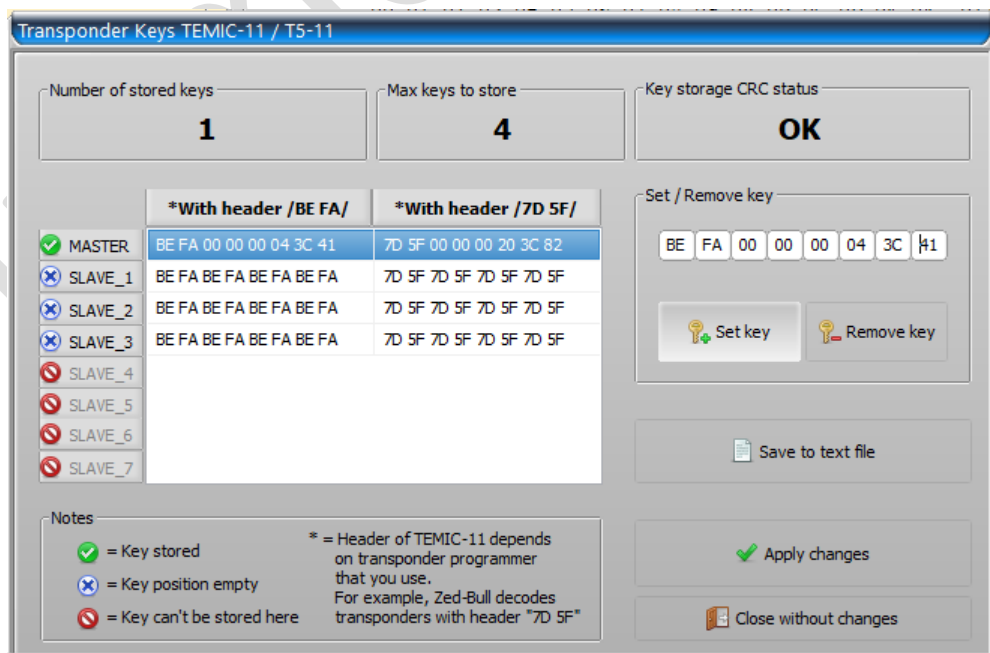 Transponder Keys TEMIC-11 / T5-11
Number of stored keys
1
Max keys to store
4
Key storage CRC status
OK
*With header /BE FA/ *With header /7D 5F/
MASTER BE FA 00 00 00 04 3C 41 7D 5F 00 00 00 20 3C 82
SLAVE_1 BE FA BE FA BE FA BE FA 7D 5F 7D 5F 7D 5F 7D 5F
SLAVE_2 BE FA BE FA BE FA BE FA 7D 5F 7D 5F 7D 5F 7D 5F
SLAVE_3 BE FA BE FA BE FA BE FA 7D 5F 7D 5F 7D 5F 7D 5F
SLAVE_4
SLAVE_5
SLAVE_6
SLAVE_7
Set / Remove key
BE FA 00 00 00 04 3C 41
Set key Remove key
Save to text file
Notes
= Key stored
= Key position empty
= Key can't be stored here
* = Header of TEMIC-11 depends
on transponder programmer
that you use.
For example, Zed-Bull decodes
transponders with header "7D 5F"
Apply changes
Close without changes